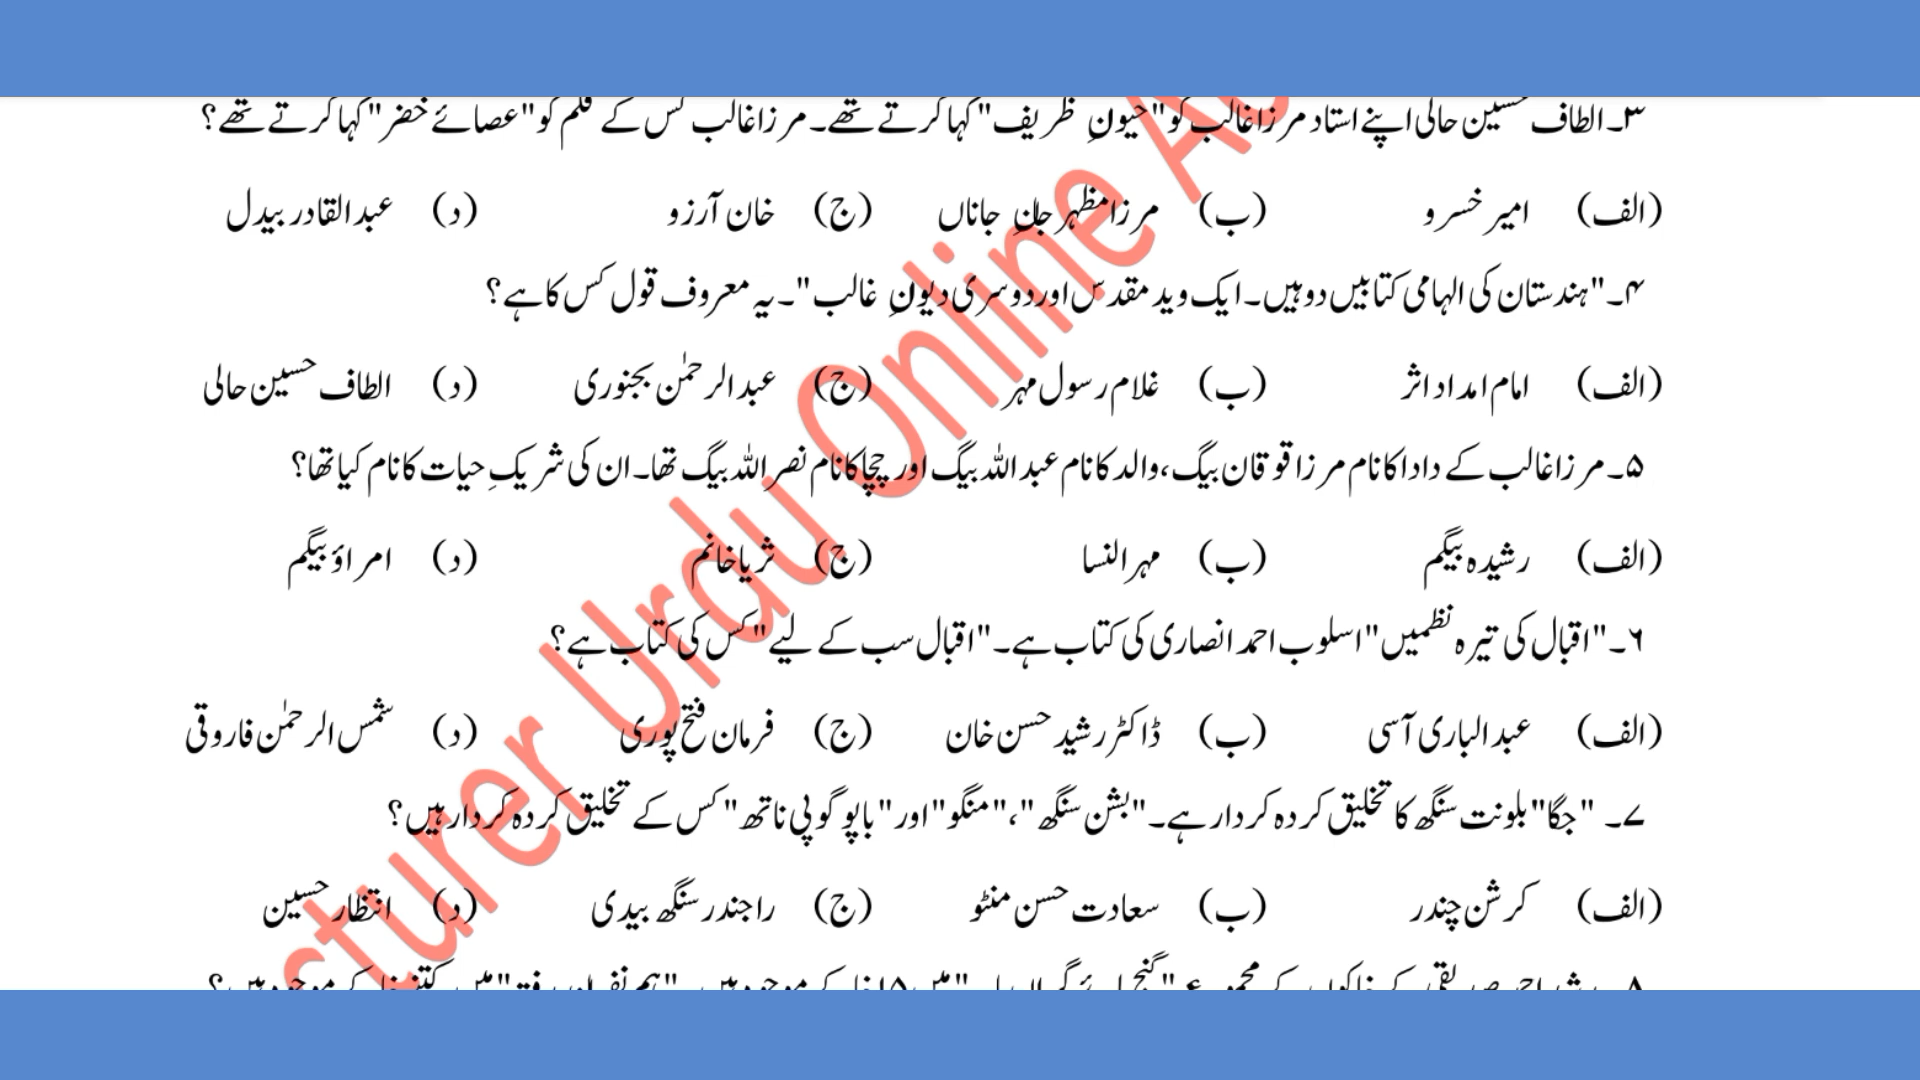 ۳۔الطاف حسین حالی اپنے استاد مرزا غالب کو "حیونِ ظریف" کہا کرتے تھے۔ مرزا غالب کس کے قلم کو "عصائے خضر" کہا کرتے تھے؟
(الف) امیر خسرو (ب) مرزا مظہر جانِ جاناں (ج) خان آرزو (د) عبدالقادر بیدل
۴۔"ہندستان کی الہامی کتابیں دو ہیں۔ ایک وید مقدس اور دوسری دیونِ غالب"۔ یہ معروف قول کس کا ہے؟
(الف) امام امداد اثر (ب) غلام رسول مہر (ج) عبدالرحمٰن بجنوری (د) الطاف حسین حالی
۵۔ مرزا غالب کے دادا کا نام مرزا قوقان بیگ، والد کا نام عبداللہ بیگ اور چچا کا نام نصراللہ بیگ تھا۔ ان کی شریکِ حیات کا نام کیا تھا؟
(الف) رشیدہ بیگم (ب) مہرالنسا (ج) ثریا خانم (د) امراؤ بیگم
۶۔"اقبال کی تیرہ نظمیں" اسلوب احمد انصاری کی کتاب ہے۔ "اقبال سب کے لیے" کس کی کتاب ہے؟
(الف) عبدالباری آسی (ب) ڈاکٹر رشید حسن خان (ج) فرمان فتح پوری (د) شمس الرحمٰن فاروقی
۷۔ "جگا" بلونت سنگھ کا تخلیق کردہ کردار ہے۔ "بشن سنگھ"، "منگو" اور "بابو گوپی ناتھ" کس کے تخلیق کردہ کردار ہیں؟
(الف) کرشن چندر (ب) سعادت حسن منٹو (ج) راجندر سنگھ بیدی (د) انتظار حسین
sturer Urdu Online A